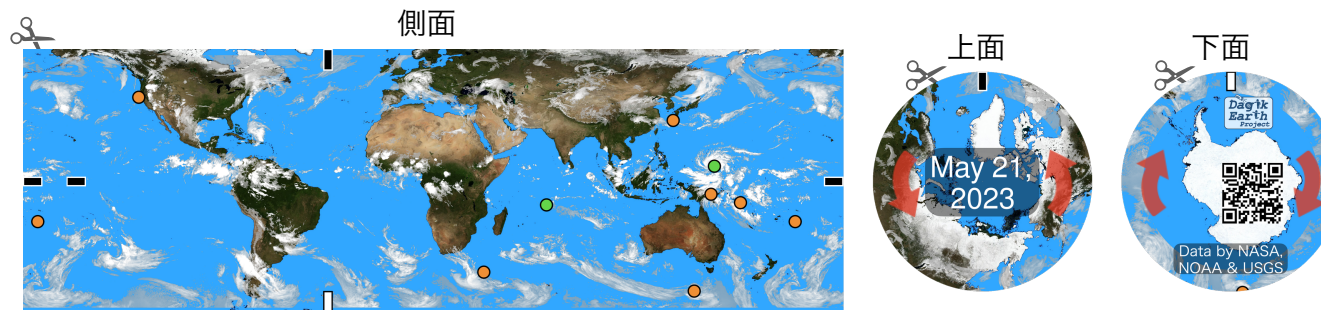 側面
上面
下面
May 21,
2023
Dagik
Earth
Project
Data by NASA,
NOAA & USGS